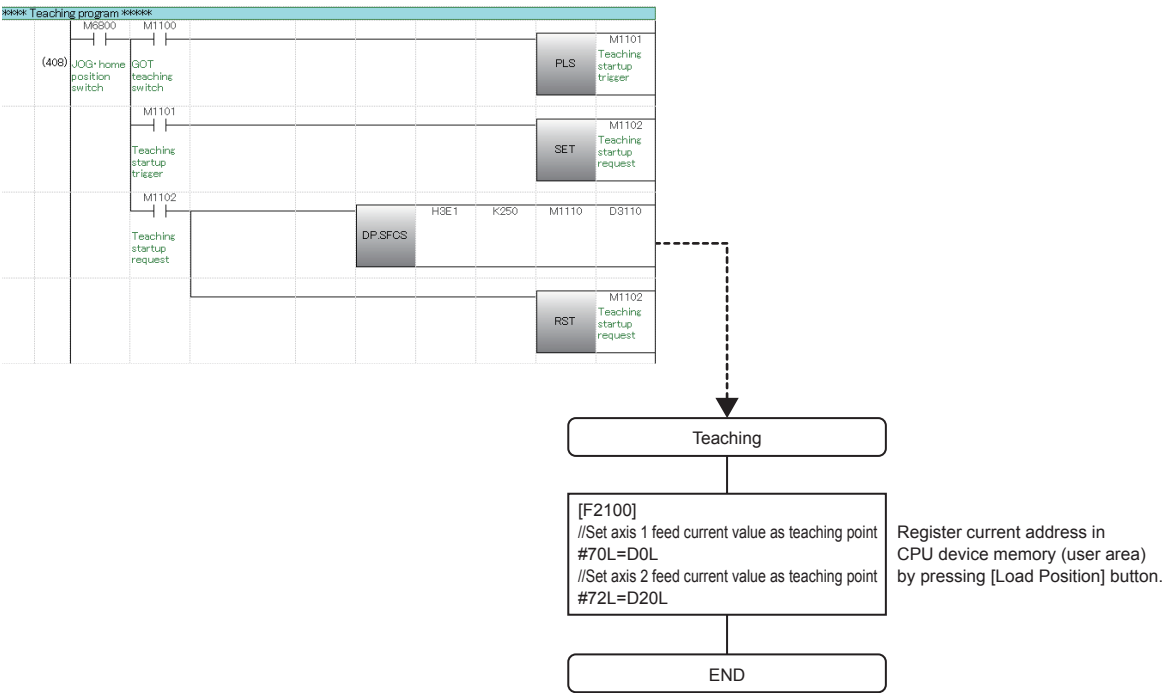 **** Teaching program *****
M6800 M1100
(408)
JOG・home
position
switch
GOT
teaching
switch
PLS
M1101
Teaching
startup
trigger
M1101
Teaching
startup
trigger
SET
M1102
Teaching
startup
request
M1102
Teaching
startup
request
DP.SFCS H3E1 K250 M1110 D3110
RST
M1102
Teaching
startup
request
Teaching
[F2100]
//Set axis 1 feed current value as teaching point
#70L=D0L
//Set axis 2 feed current value as teaching point
#72L=D20L
Register current address in
CPU device memory (user area)
by pressing [Load Position] button.
END